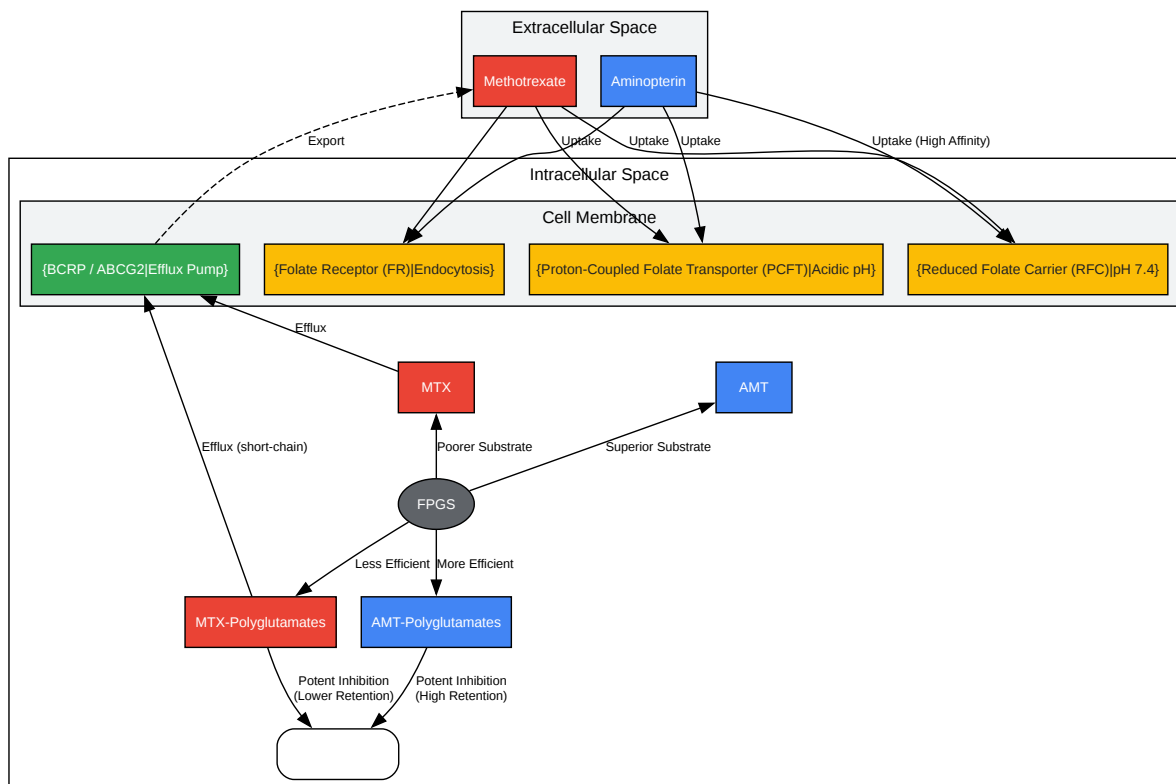 Extracellular Space
Methotrexate
Aminopterin
Export
Uptake
Uptake
Uptake
Uptake (High Affinity)
Intracellular Space
Cell Membrane
{BCRP / ABCG2|Efflux Pump}
{Folate Receptor (FR)|Endocytosis}
{Proton-Coupled Folate Transporter (PCFT)|Acidic pH}
{Reduced Folate Carrier (RFC)|pH 7.4}
Efflux
MTX
AMT
Efflux (short-chain)
Poorer Substrate
Superior Substrate
FPGS
Less Efficient
More Efficient
MTX-Polyglutamates
AMT-Polyglutamates
Potent Inhibition
(Lower Retention)
Potent Inhibition
(High Retention)